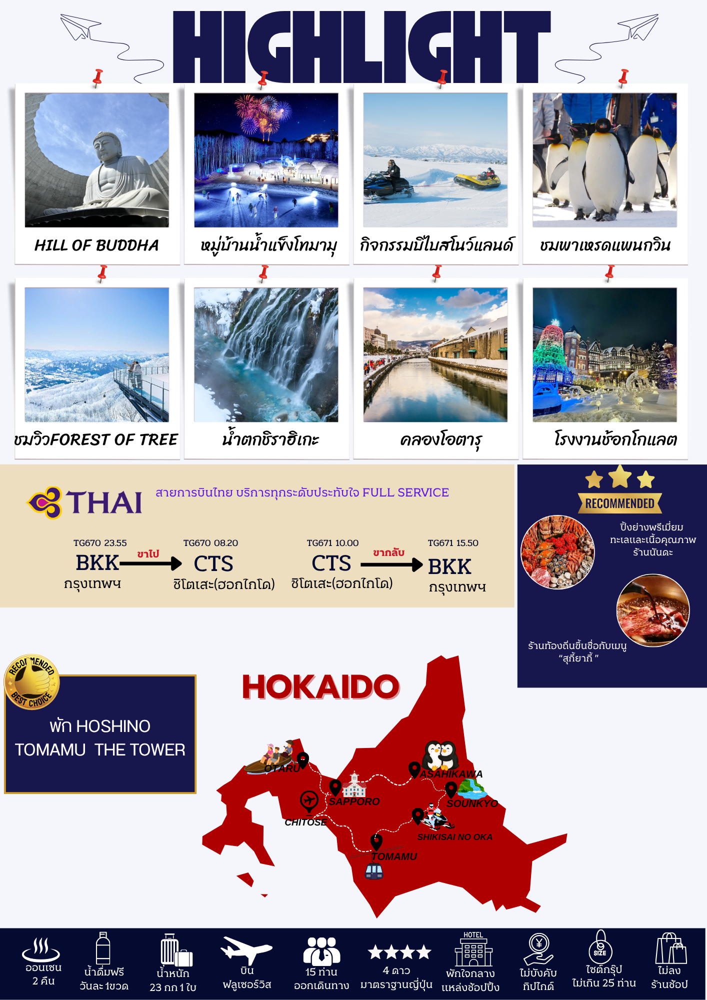 HIGHLIGHT
HILL OF BUDDHA
หมู่บ้านน้ำแข็งโทมามุ
กิจกรรมบิไบสโนว์แลนด์
ชมพาเหรดแพนกวิน
ชมวิวFOREST OF TREE
น้ำตกชิราฮิเกะ
คลองโอตารุ
โรงงานช้อกโกแลต
THAI
สายการบินไทย บริการทุกระดับประทับใจ FULL SERVICE
TG670 23.55
BKK
กรุงเทพฯ
ขาไป
TG670 08.20
CTS
ชิโตเสะ(ฮอกไกโด)
TG671 10.00
CTS
ชิโตเสะ(ฮอกไกโด)
ขากลับ
TG671 15.50
BKK
กรุงเทพฯ
RECOMMENDED
ปิ้งย่างพรีเมี่ยม
ทะเลและเนื้อคุณภาพ
ร้านนันดะ
ร้านท้องถิ่นขึ้นชื่อกับเมนู
“สุกี้ยากี้ ”
RECOMMENDED
BEST CHOICE
พัก HOSHINO
TOMAMU THE TOWER
HOKAIDO
OTARU
ASAHIKAWA
SAPPORO
SOUNKYO
CHITOSE
SHIKISAI NO OKA
TOMAMU
ออนเซน
2 คืน
น้ำดื่มฟรี
วันละ 1ขวด
น้ำหนัก
23 กก 1 ใบ
บิน
ฟลูเซอร์วิส
15 ท่าน
ออกเดินทาง
4 ดาว
มาตราฐานญี่ปุ่น
HOTEL
พักใจกลาง
แหล่งช้อปปิ้ง
¥
ไม่บังคับ
ทิปไกด์
SIZE
ไซต์กรุ๊ป
ไม่เกิน 25 ท่าน
ไม่ลง
ร้านช้อป